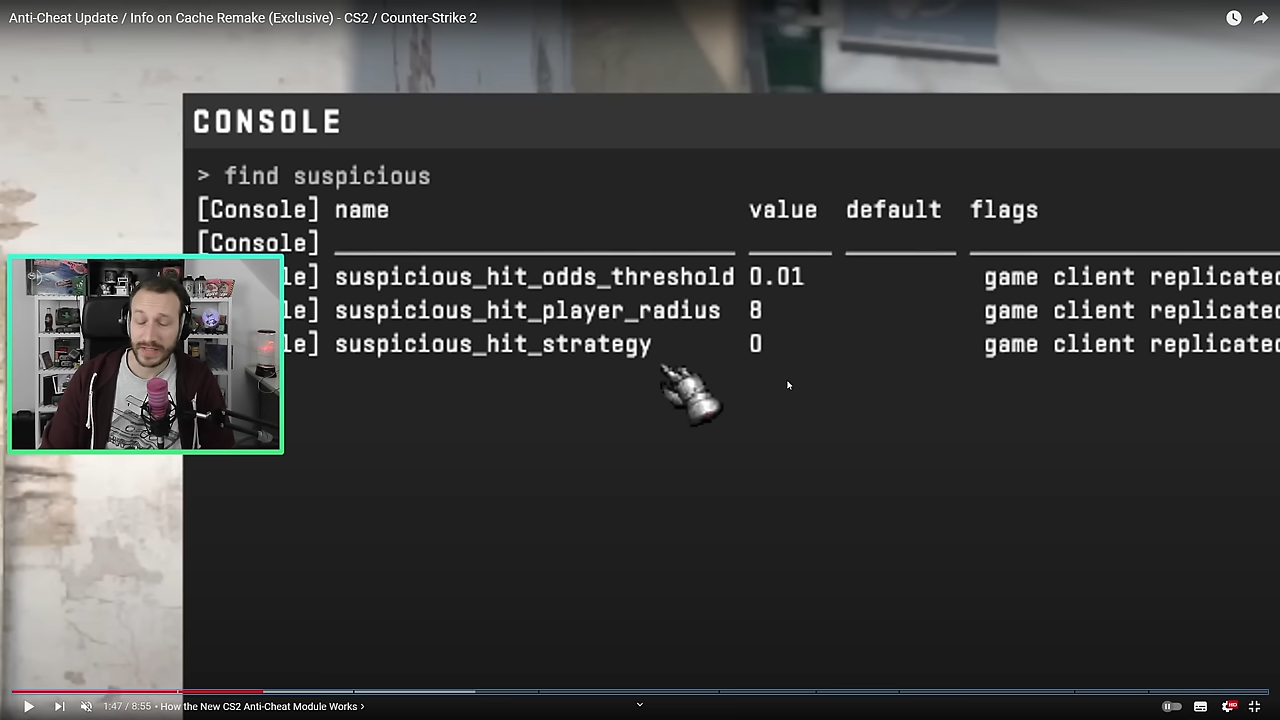 Anti-Cheat Update / Info on Cache Remake (Exclusive) - CS2 / Counter-Strike 2
CONSOLE
> find suspicious
[Console] name value default flags
[Console]
le] suspicious_hit_odds_threshold 0.01 game client replicated
le] suspicious_hit_player_radius 8 game client replicated
le] suspicious_hit_strategy 0 game client replicated
1:47 / 8:55 • How the New CS2 Anti-Cheat Module Works ›
HD